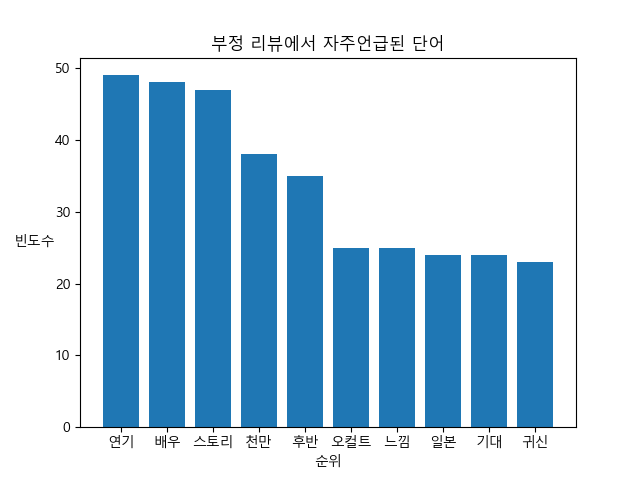 부정 리뷰에서 자주언급된 단어
50
40
30
20
10
0
빈도수
연기 배우 스토리 천만 후반 오컬트 느낌 일본 기대 귀신
순위